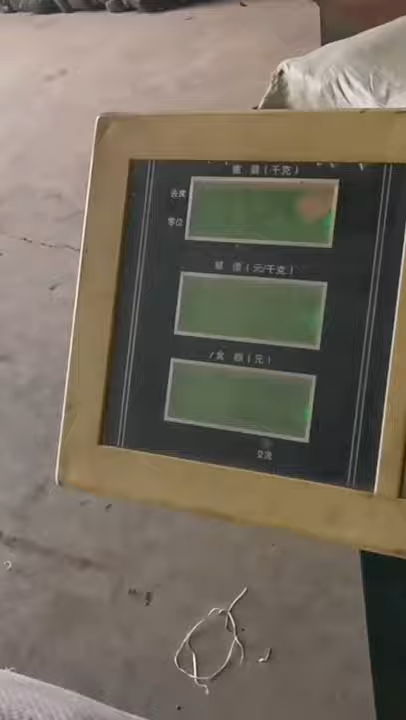 重 量（千克）
去皮
零位
单 价（元/千克）
金 额（元）
交流